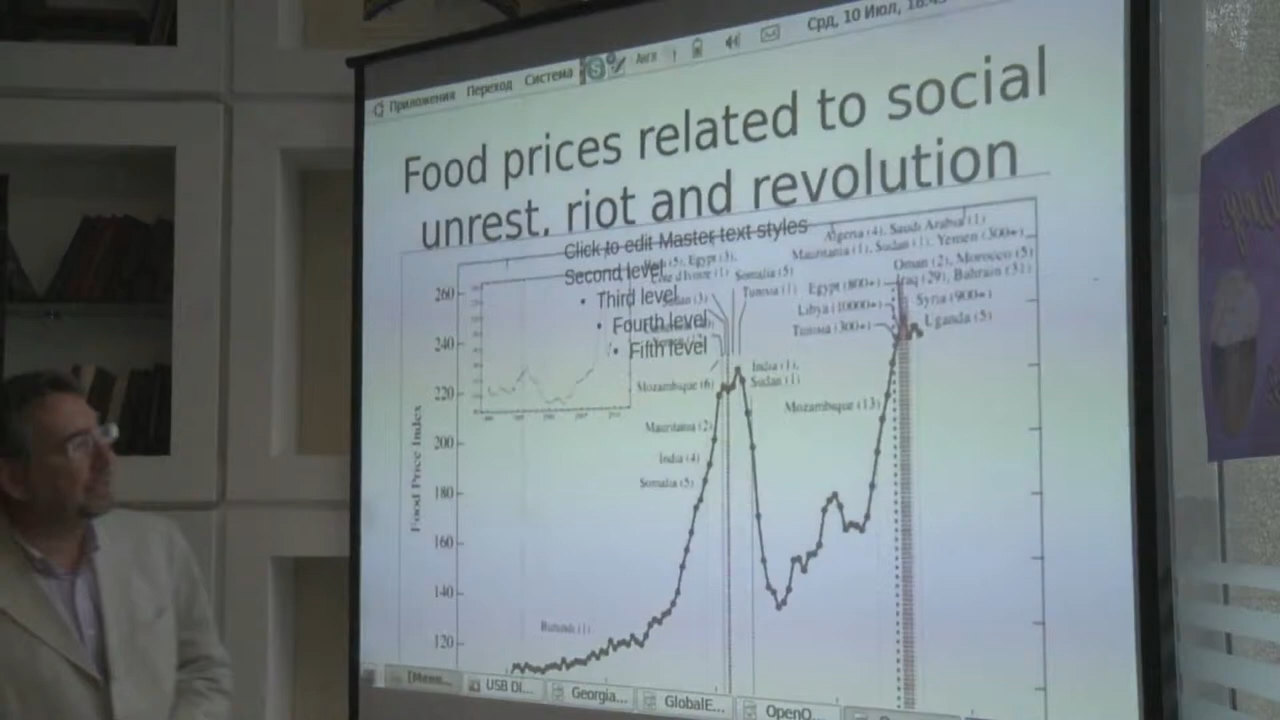 Приложения Переход Система Англ Срд, 10 Июл,
Food prices related to social
unrest, riot and revolution
Click to edit Master text styles
Second level
• Third level
• Fourth level
• Fifth level
Algeria (4), Saudi Arabia (1)
Mauritania (1), Sudan (1), Yemen (300+)
Oman (2), Morocco (5)
Iraq (29), Bahrain (31)
Egypt (800+)
Syria (900+)
Libya (10000+)
Uganda (5)
Tunisia (300+)
(5), Egypt (3),
Côte d'Ivoire (1)
Somalia (5)
Tunisia (1)
India (1),
Sudan (1)
Mozambique (6)
Mozambique (13)
Mauritania (2)
India (4)
Somalia (5)
Burundi (1)
Food Price Index
260
240
220
200
180
160
140
120
USB DI...
Georgia...
GlobalE...
OpenO...